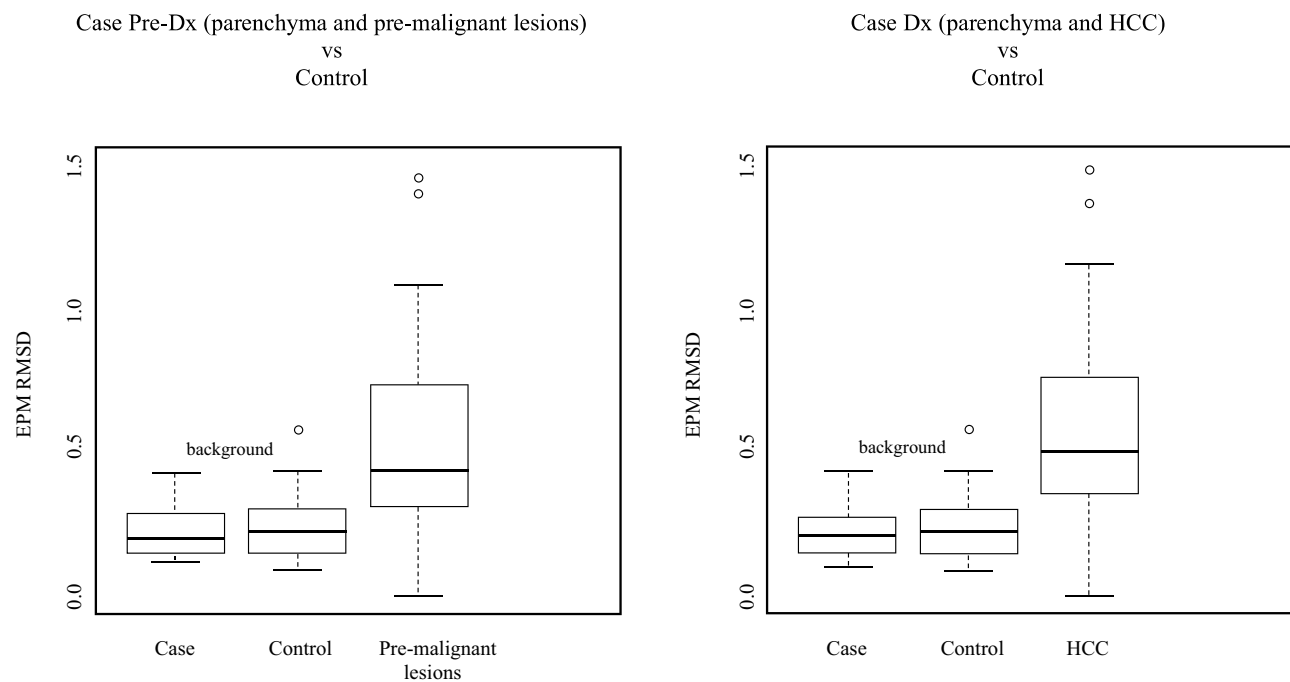 Case Pre-Dx (parenchyma and pre-malignant lesions)
vs
Control
EPM RMSD
1.5
1.0
0.5
0.0
background
Case
Control
Pre-malignant
lesions
Case Dx (parenchyma and HCC)
vs
Control
EPM RMSD
1.5
1.0
0.5
0.0
background
Case
Control
HCC